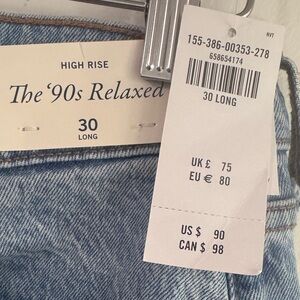 HIGH RISE
The '90s Relaxed
30
LONG
RVT
155-386-00353-278
658654174
30 LONG
UK £ 75
EU € 80
US $ 90
CAN $ 98